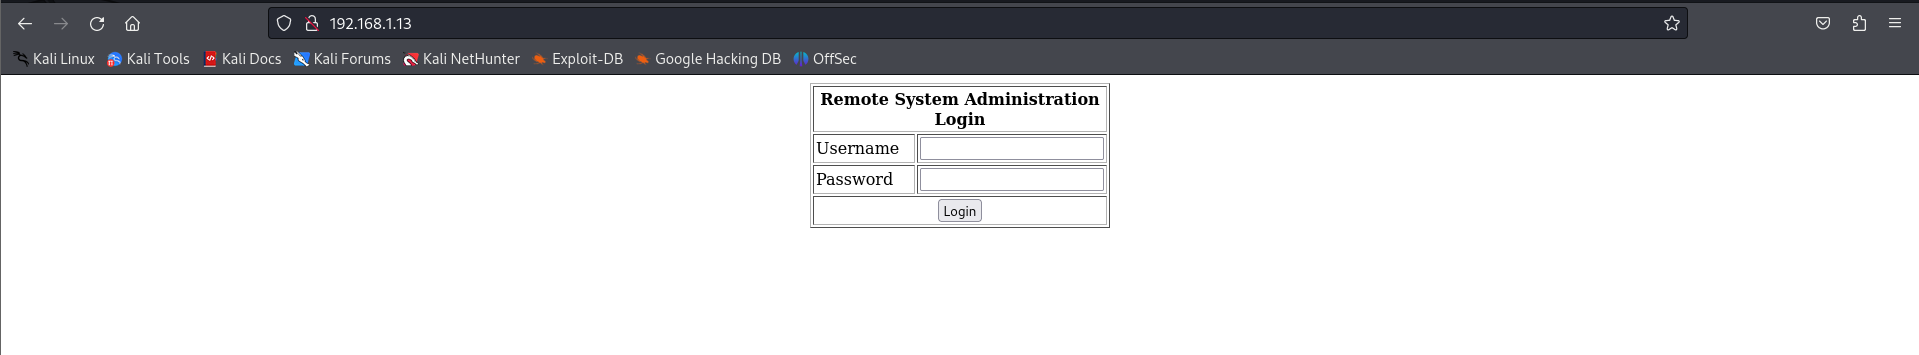 192.168.1.13
Kali Linux Kali Tools Kali Docs Kali Forums Kali NetHunter Exploit-DB Google Hacking DB OffSec
Remote System Administration
Login
Username
Password
Login